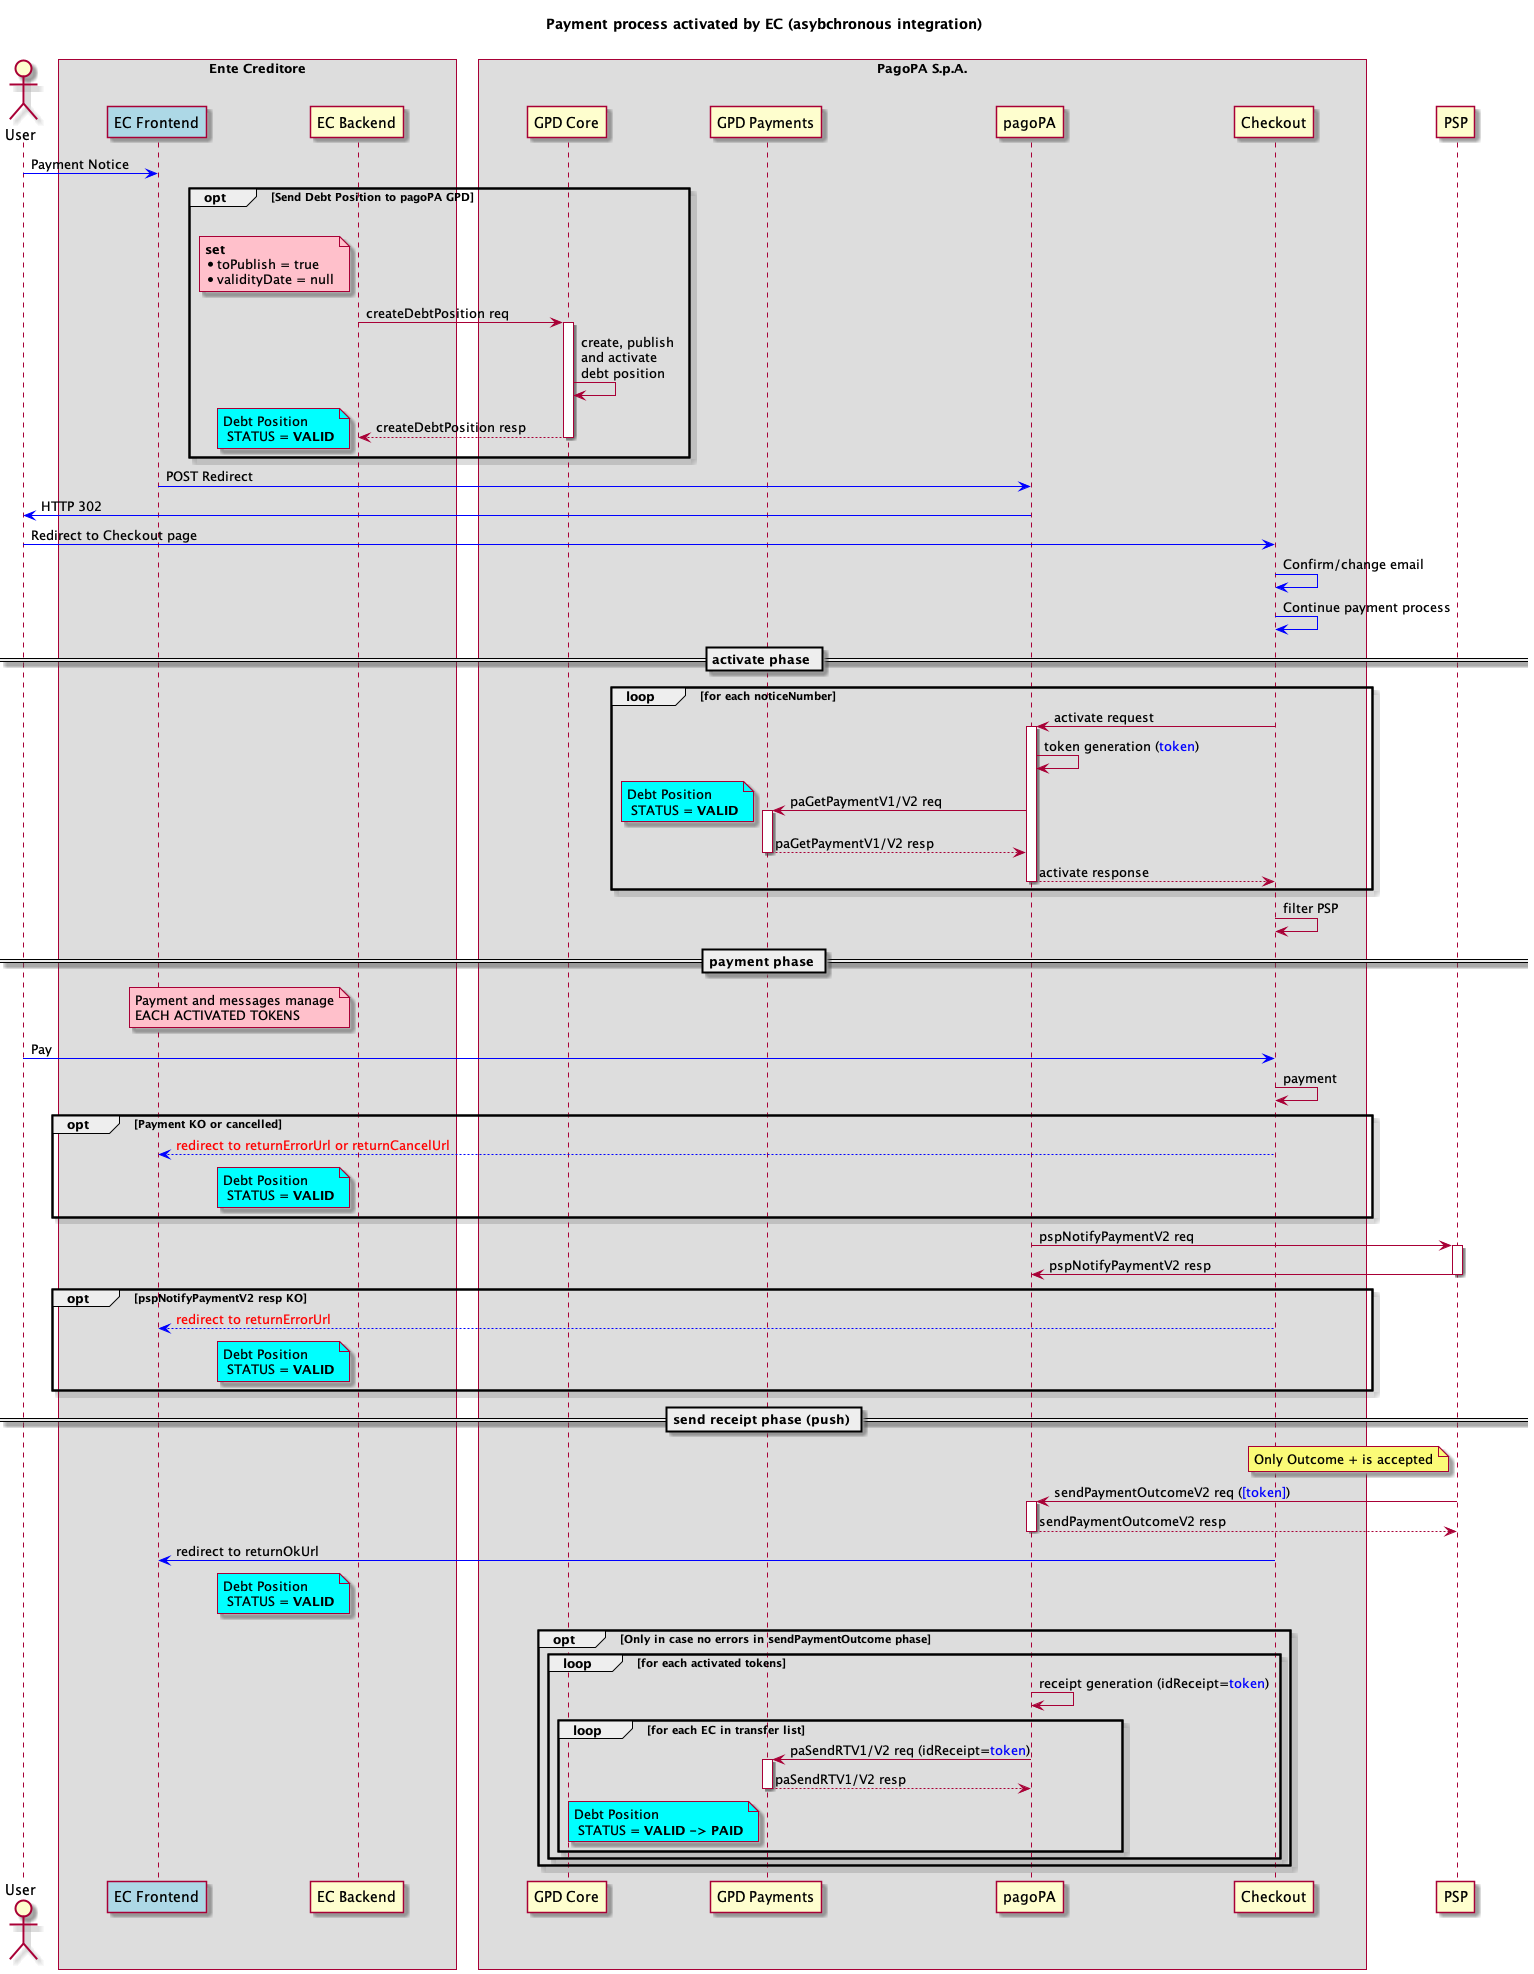 Payment process activated by EC (asybchronous integration)
Ente Creditore
PagoPA S.p.A.
User
EC Frontend
EC Backend
GPD Core
GPD Payments
pagoPA
Checkout
PSP
Payment Notice
opt [Send Debt Position to pagoPA GPD]
set
• toPublish = true
• validityDate = null
createDebtPosition req
create, publish
and activate
debt position
Debt Position
STATUS = VALID
createDebtPosition resp
POST Redirect
HTTP 302
Redirect to Checkout page
Confirm/change email
Continue payment process
activate phase
loop [for each noticeNumber]
activate request
token generation (token)
Debt Position
STATUS = VALID
paGetPaymentV1/V2 req
paGetPaymentV1/V2 resp
activate response
filter PSP
payment phase
Payment and messages manage
EACH ACTIVATED TOKENS
Pay
payment
opt [Payment KO or cancelled]
redirect to returnErrorUrl or returnCancelUrl
Debt Position
STATUS = VALID
pspNotifyPaymentV2 req
pspNotifyPaymentV2 resp
opt [pspNotifyPaymentV2 resp KO]
redirect to returnErrorUrl
Debt Position
STATUS = VALID
send receipt phase (push)
Only Outcome + is accepted
sendPaymentOutcomeV2 req ([token])
sendPaymentOutcomeV2 resp
redirect to returnOkUrl
Debt Position
STATUS = VALID
opt [Only in case no errors in sendPaymentOutcome phase]
loop [for each activated tokens]
receipt generation (idReceipt=token)
loop [for each EC in transfer list]
paSendRTV1/V2 req (idReceipt=token)
paSendRTV1/V2 resp
Debt Position
STATUS = VALID -> PAID
User
EC Frontend
EC Backend
GPD Core
GPD Payments
pagoPA
Checkout
PSP